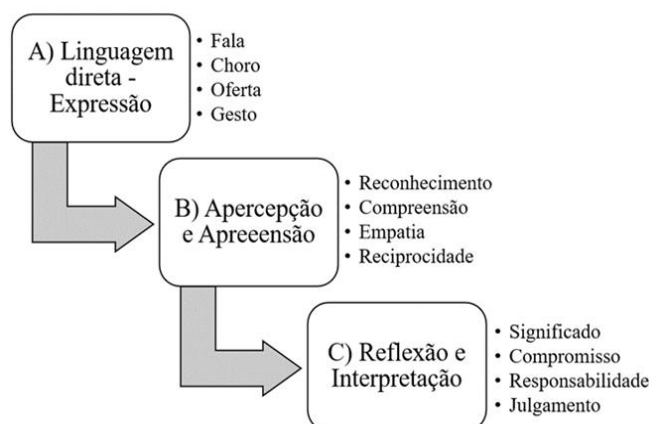 A) Linguagem
direta -
Expressão
• Fala
• Choro
• Oferta
• Gesto
B) Apercepção
e Apreeensão
• Reconhecimento
• Compreensão
• Empatia
• Reciprocidade
C) Reflexão e
Interpretação
• Significado
• Compromisso
• Responsabilidade
• Julgamento